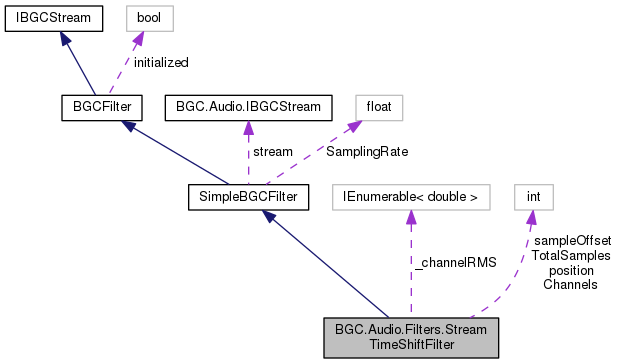 IBGCStream
bool
initialized
BGCFilter
BGC.Audio.IBGCStream
float
stream
SamplingRate
SimpleBGCFilter
IEnumerable< double >
int
_channelRMS
sampleOffset
TotalSamples
position
Channels
BGC.Audio.Filters.Stream
TimeShiftFilter